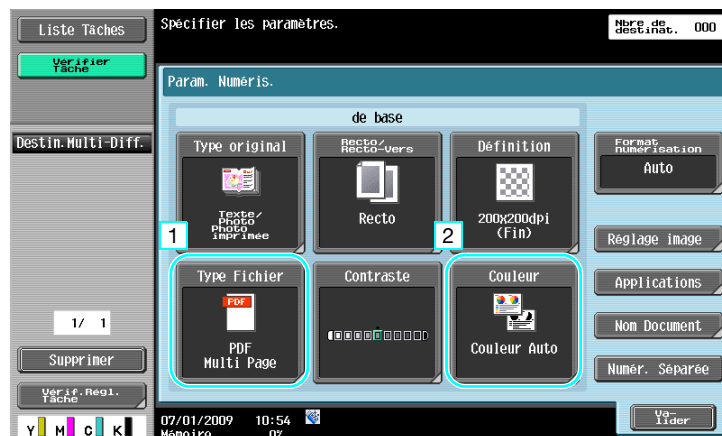 Liste Tâches
Vérifier
Tâche
Destin.Multi-Diff.
1/ 1
Supprimer
Vérif.Régl.
Tâche
Y M C K
Spécifier les paramètres.
Nbre de
destinat. 000
Param. Numéris.
de base
Type original
Texte/
Photo
Photo
imprimée
Recto/
Recto-Vers
Recto
Définition
200x200dpi
(Fin)
1
2
Type Fichier
PDF
PDF
Multi Page
Contraste
Couleur
Couleur Auto
Format
numérisation
Auto
Réglage image
Applications
Nom Document
Numér. Séparée
Va-
lider
07/01/2009 10:54
Mémoire 0%